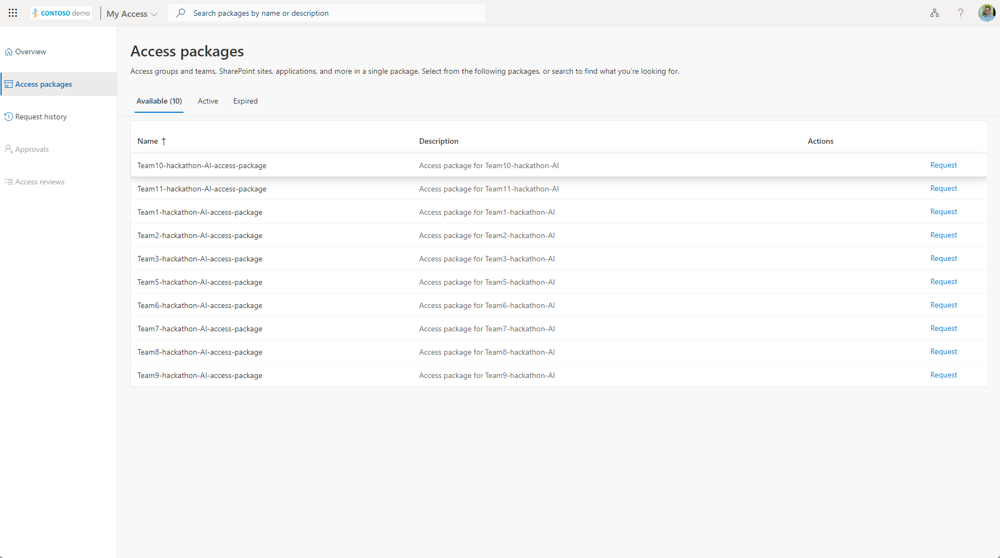 CONTOSO demo
My Access
Search packages by name or description
?
Overview
Access packages
Request history
Approvals
Access reviews
Access packages
Access groups and teams, SharePoint sites, applications, and more in a single package. Select from the following packages, or search to find what you're looking for.
Available (10) Active Expired
Name ↑ Description Actions
Team10-hackathon-AI-access-package Access package for Team10-hackathon-AI Request
Team11-hackathon-AI-access-package Access package for Team11-hackathon-AI Request
Team1-hackathon-AI-access-package Access package for Team1-hackathon-AI Request
Team2-hackathon-AI-access-package Access package for Team2-hackathon-AI Request
Team3-hackathon-AI-access-package Access package for Team3-hackathon-AI Request
Team5-hackathon-AI-access-package Access package for Team5-hackathon-AI Request
Team6-hackathon-AI-access-package Access package for Team6-hackathon-AI Request
Team7-hackathon-AI-access-package Access package for Team7-hackathon-AI Request
Team8-hackathon-AI-access-package Access package for Team8-hackathon-AI Request
Team9-hackathon-AI-access-package Access package for Team9-hackathon-AI Request